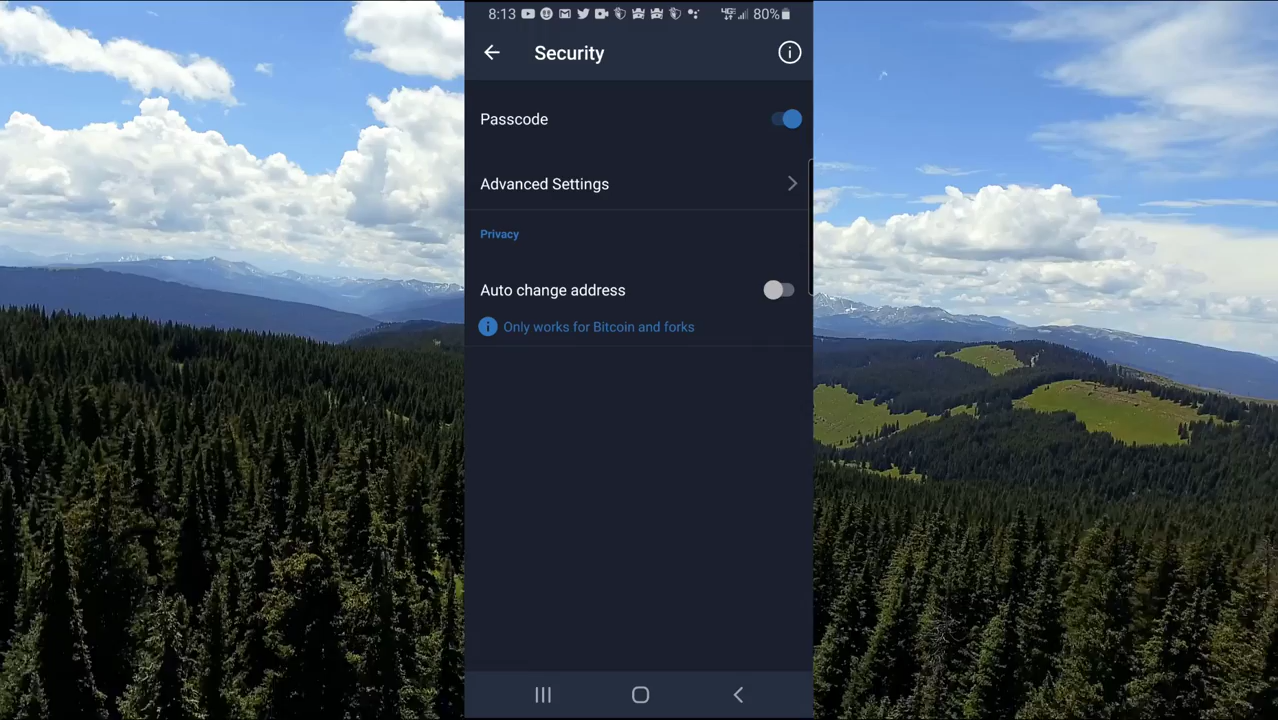 8:13 80%
Security
Passcode
Advanced Settings
Privacy
Auto change address
Only works for Bitcoin and forks